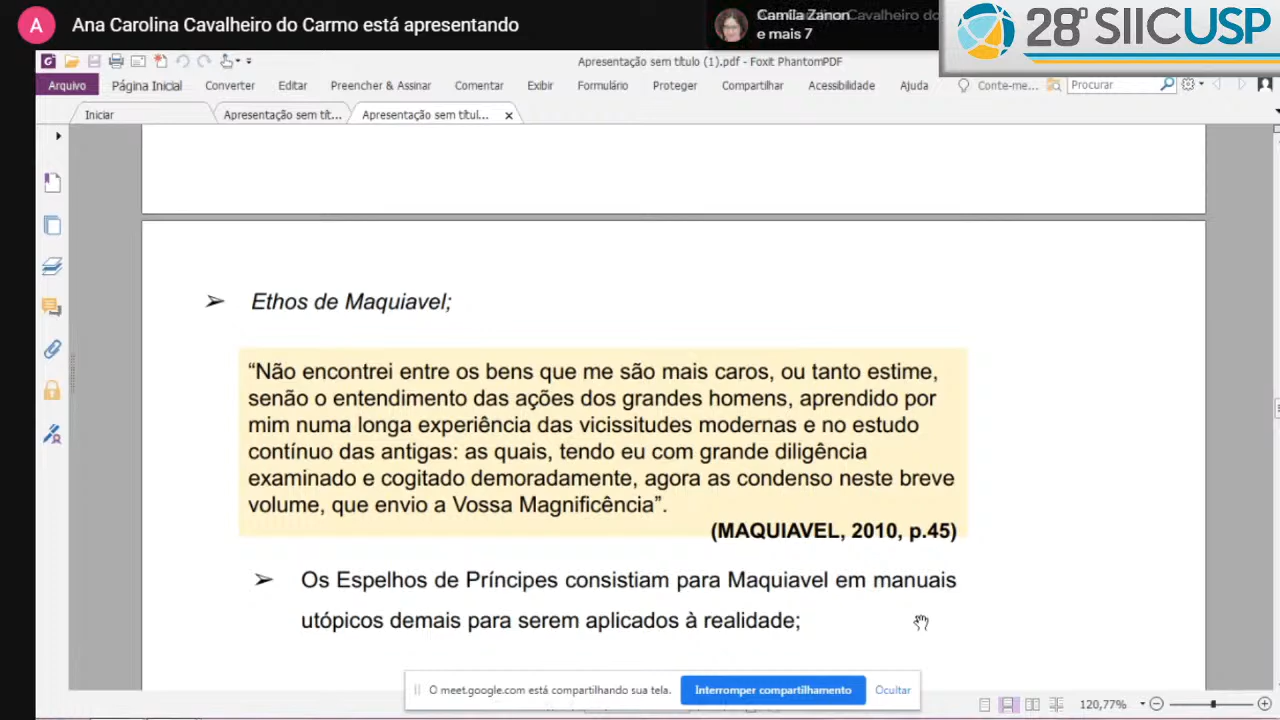 A
Ana Carolina Cavalheiro do Carmo está apresentando
Camila Zanon
e mais 7
28º SIICUSP
Apresentação sem título (1).pdf - Foxit PhantomPDF
Arquivo Página Inicial Converter Editar Preencher & Assinar Comentar Exibir Formulário Proteger Compartilhar Acessibilidade Ajuda Conte-me... Procurar
Iniciar Apresentação sem tít... Apresentação sem títul...
➢ Ethos de Maquiavel;
“Não encontrei entre os bens que me são mais caros, ou tanto estime,
senão o entendimento das ações dos grandes homens, aprendido por
mim numa longa experiência das vicissitudes modernas e no estudo
contínuo das antigas: as quais, tendo eu com grande diligência
examinado e cogitado demoradamente, agora as condenso neste breve
volume, que envio a Vossa Magnificência”.
(MAQUIAVEL, 2010, p.45)
➢ Os Espelhos de Príncipes consistiam para Maquiavel em manuais
utópicos demais para serem aplicados à realidade;
O meet.google.com está compartilhando sua tela. Interromper compartilhamento Ocultar
120,77%